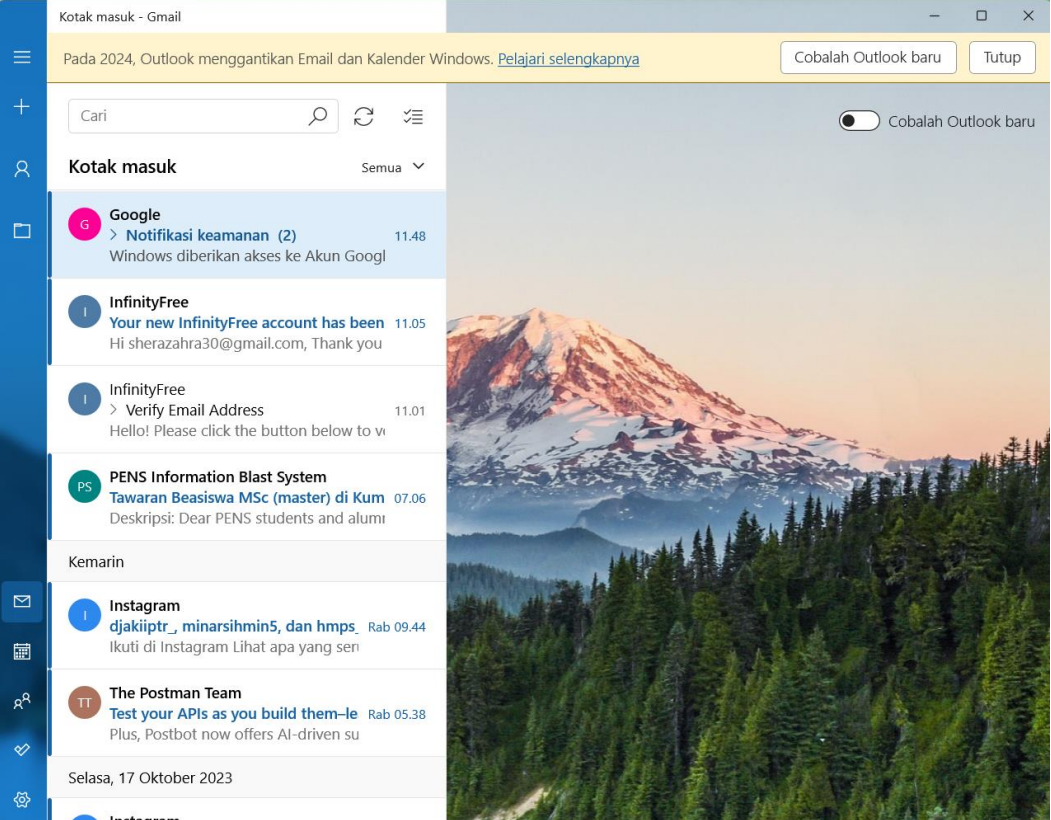 Kotak masuk - Gmail
Pada 2024, Outlook menggantikan Email dan Kalender Windows. Pelajari selengkapnya
Cobalah Outlook baru
Tutup
Cari
Cobalah Outlook baru
Kotak masuk
Semua
G
Google
Notifikasi keamanan (2) 11.48
Windows diberikan akses ke Akun Googl
I
InfinityFree
Your new InfinityFree account has been 11.05
Hi sherazahra30@gmail.com, Thank you
I
InfinityFree
Verify Email Address 11.01
Hello! Please click the button below to ve
PS
PENS Information Blast System
Tawaran Beasiswa MSc (master) di Kum 07.06
Deskripsi: Dear PENS students and alumr
Kemarin
I
Instagram
djakiiptr_, minarsihmin5, dan hmps_ Rab 09.44
Ikuti di Instagram Lihat apa yang seru
TT
The Postman Team
Test your APIs as you build them–le Rab 05.38
Plus, Postbot now offers AI-driven su
Selasa, 17 Oktober 2023
Instagram